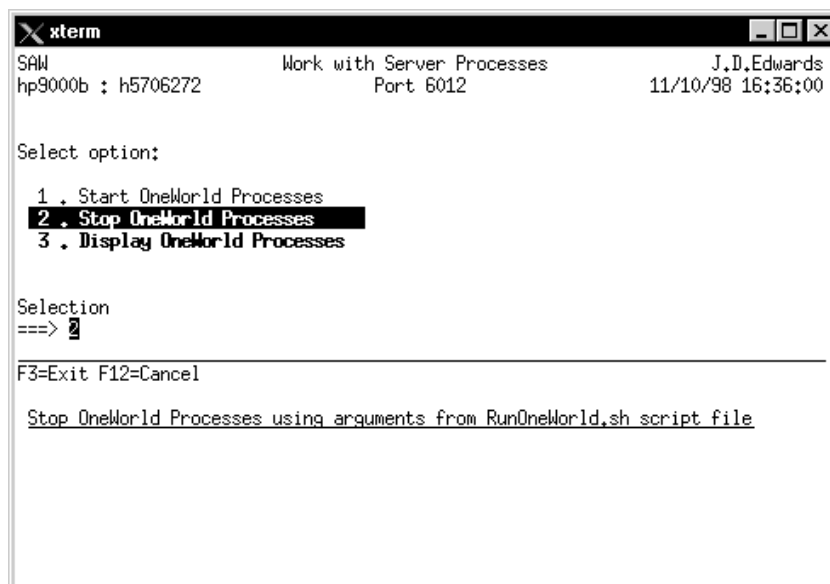 xterm
SAW Work with Server Processes J.D.Edwards
hp9000b : h5706272 Port 6012 11/10/98 16:36:00
Select option:
1 . Start OneWorld Processes
2 . Stop OneWorld Processes
3 . Display OneWorld Processes
Selection
===> 2
F3=Exit F12=Cancel
Stop OneWorld Processes using arguments from RunOneWorld.sh script file